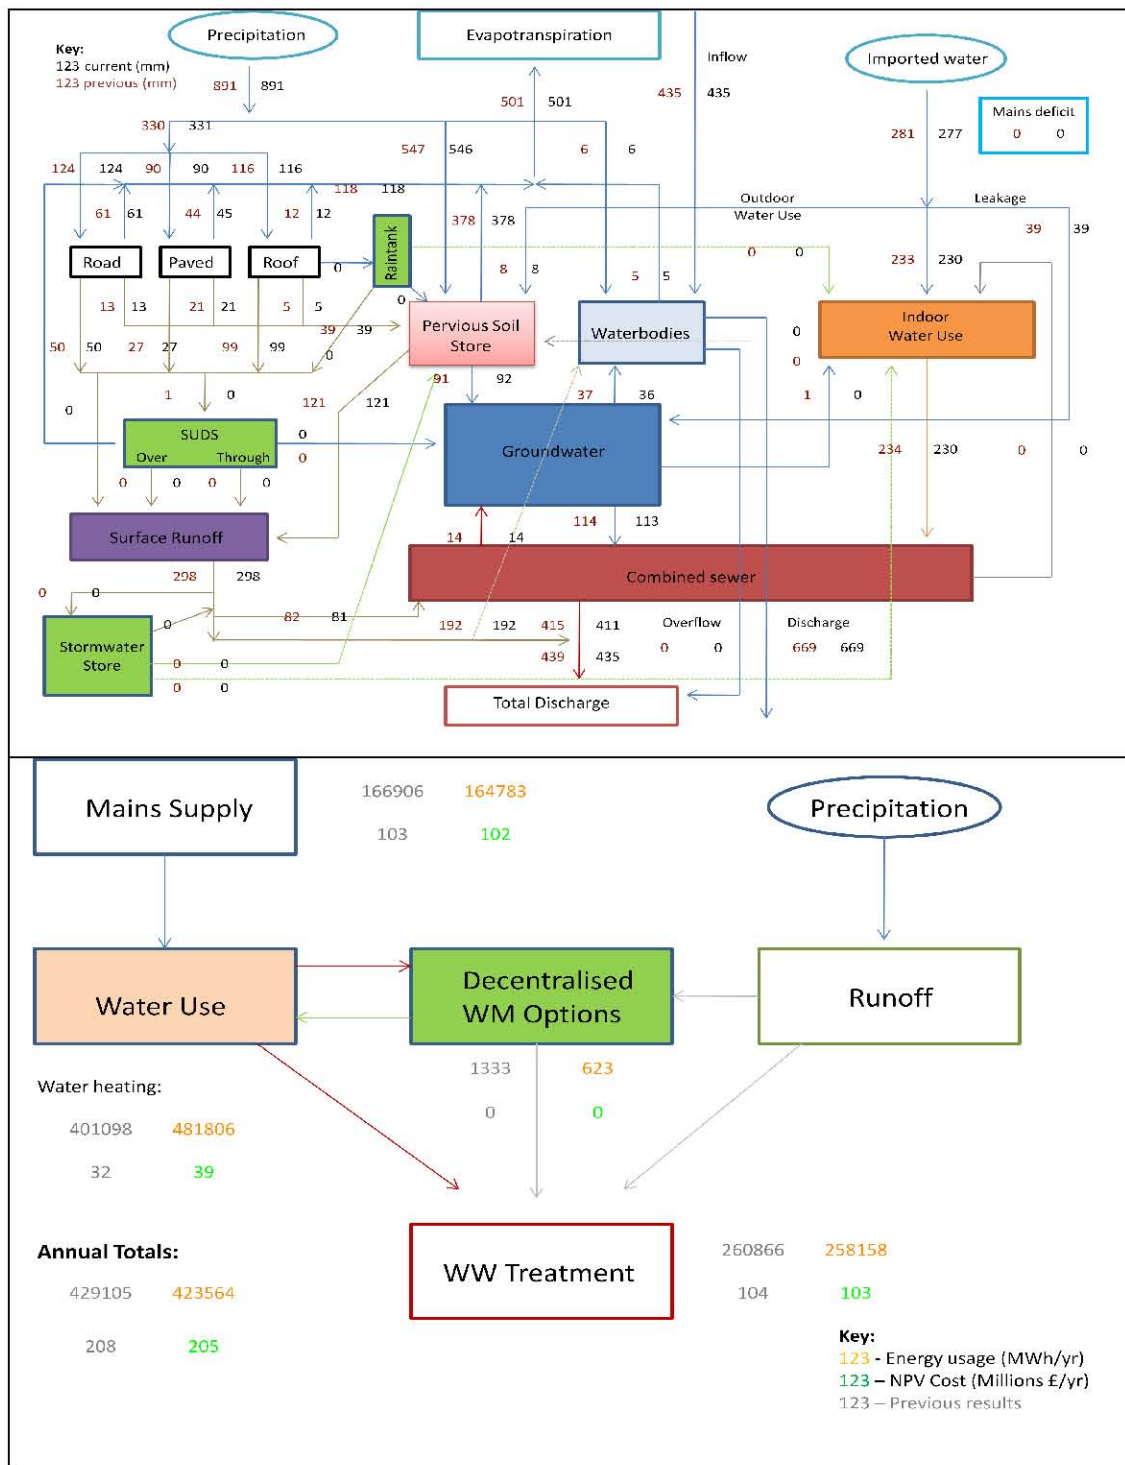 Precipitation
Evapotranspiration
Key:
123 current (mm)
123 previous (mm)
Inflow
Imported water
891 891
501 501
435 435
Mains deficit
0 0
281 277
330 331
547 546
6 6
124 124 90 90 116 116
118 118
Outdoor
Water Use
Leakage
61 61 44 45 12 12
378 378
0 0
39 39
Road
Paved
Roof
0
Raintank
8 8
5 5
233 230
0
13 13 21 21 5 5
39 39
Pervious Soil
Store
Waterbodies
0
0
Indoor
Water Use
50 50 27 27 99 99
0
91 92
37 36
1 0
0
1 0
121 121
SUDS
Over Through
0
0
Groundwater
234 230
0 0
0 0 0 0
114 113
Surface Runoff
14 14
Combined sewer
298 298
0 0
82 81
192 192
415 411
Overflow
Discharge
0
439 435
0 0
669 669
Stormwater
Store
0 0
0 0
Total Discharge
Mains Supply
166906 164783
103 102
Precipitation
Water Use
Decentralised
WM Options
Runoff
1333 623
0 0
Water heating:
401098 481806
32 39
Annual Totals:
429105 423564
208 205
WW Treatment
260866 258158
104 103
Key:
123 - Energy usage (MWh/yr)
123 – NPV Cost (Millions £/yr)
123 – Previous results